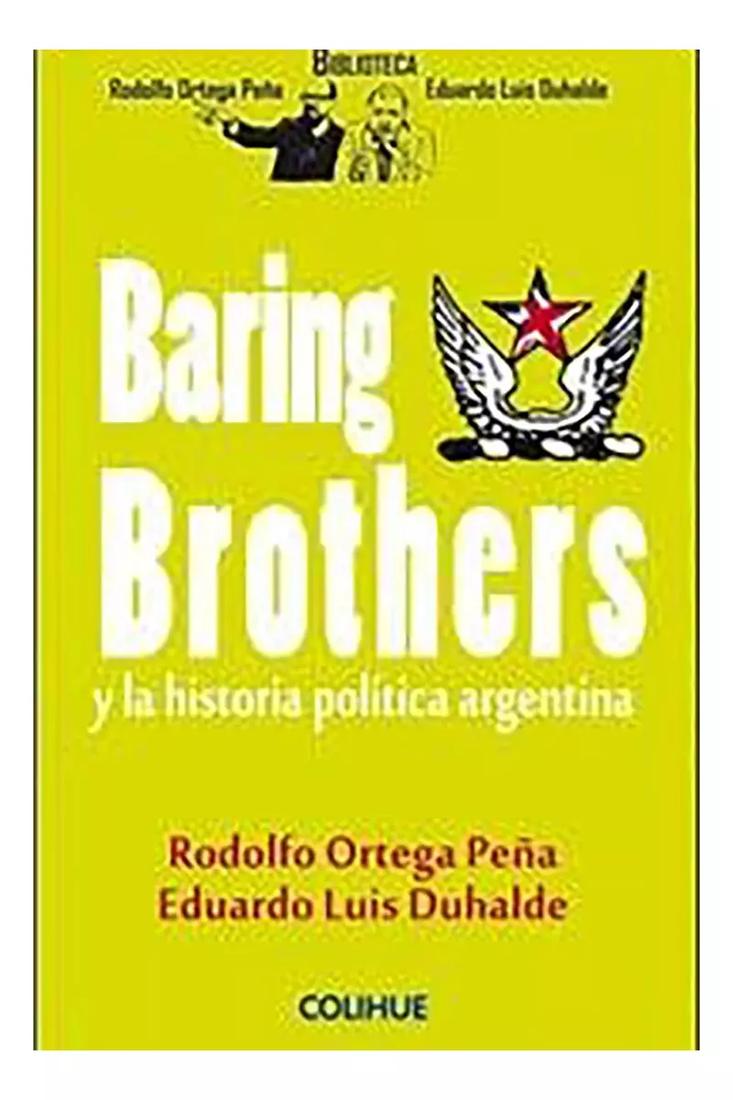 BIBLIOTECA
Rodolfo Ortega Peña Eduardo Luis Duhalde
Baring
Brothers
y la historia política argentina
Rodolfo Ortega Peña
Eduardo Luis Duhalde
COLIHUE